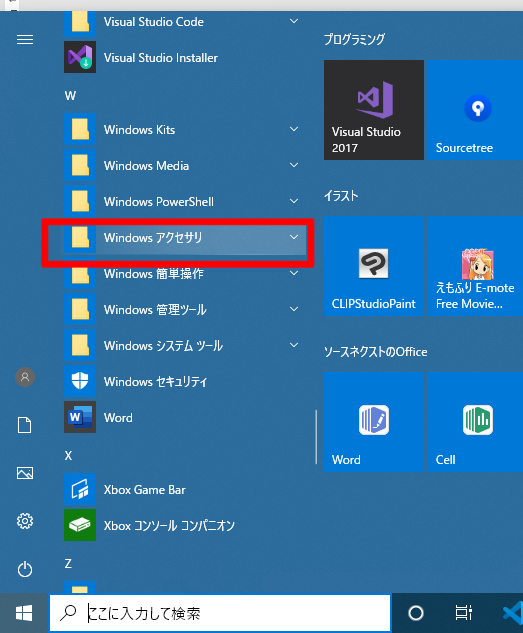 Visual Studio Code
Visual Studio Installer
W
Windows Kits
Windows Media
Windows PowerShell
Windows アクセサリ
Windows 簡単操作
Windows 管理ツール
Windows システム ツール
Windows セキュリティ
Word
X
Xbox Game Bar
Xbox コンソール コンパニオン
Z
プログラミング
Visual Studio
2017
Sourcetree
イラスト
CLIPStudioPaint
えもふり E-mote
Free Movie...
ソースネクストのOffice
Word
Cell
ここに入力して検索